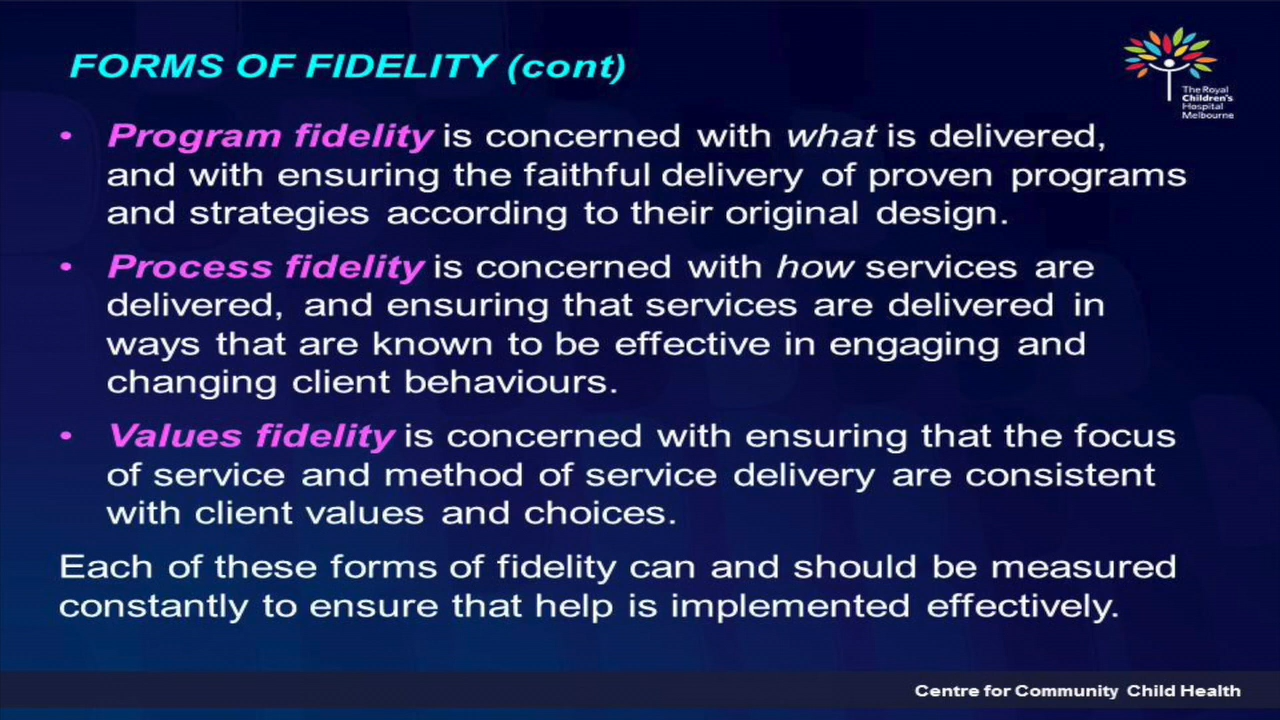 FORMS OF FIDELITY (cont)
The Royal
Children's
Hospital
Melbourne
• Program fidelity is concerned with what is delivered,
and with ensuring the faithful delivery of proven programs
and strategies according to their original design.
• Process fidelity is concerned with how services are
delivered, and ensuring that services are delivered in
ways that are known to be effective in engaging and
changing client behaviours.
• Values fidelity is concerned with ensuring that the focus
of service and method of service delivery are consistent
with client values and choices.
Each of these forms of fidelity can and should be measured
constantly to ensure that help is implemented effectively.
Centre for Community Child Health